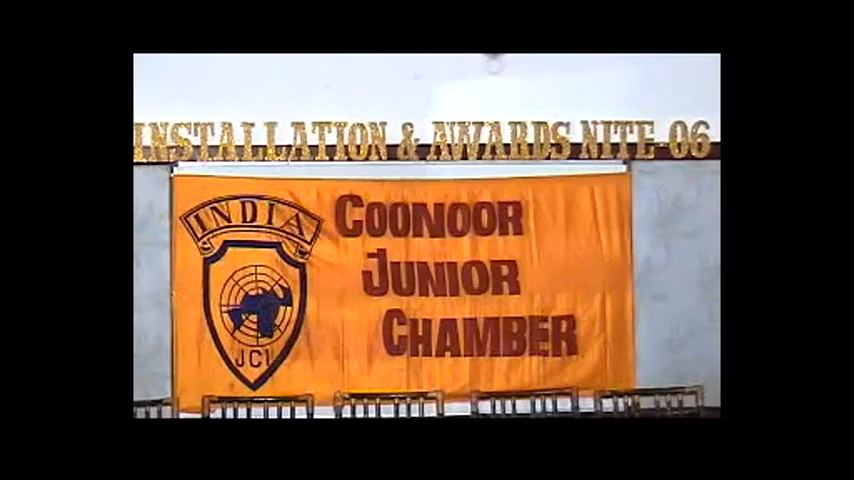 INSTALLATION & AWARDS NITE-06
INDIA
JCI
COONOOR
JUNIOR
CHAMBER